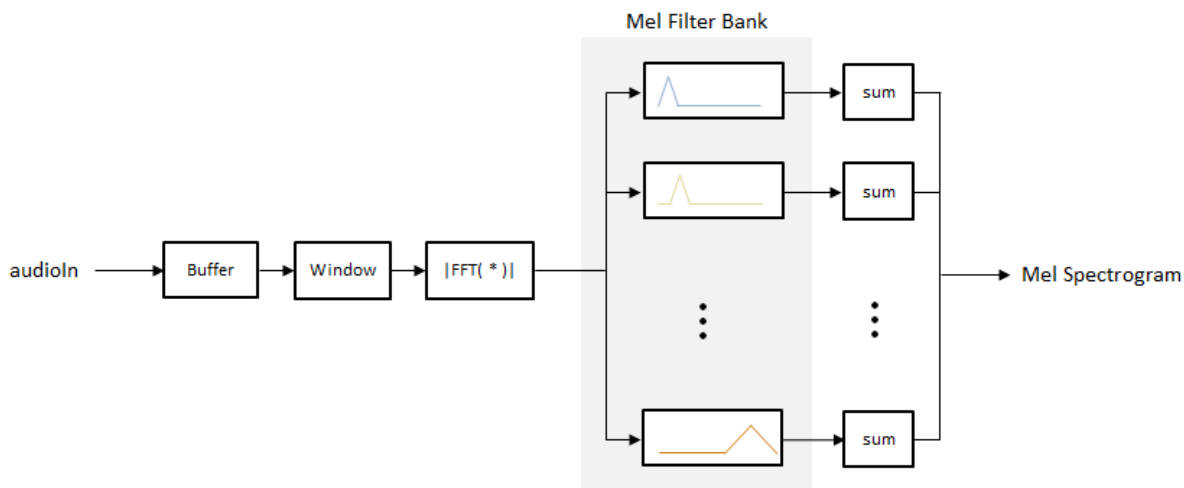 Mel Filter Bank
sum
sum
audioIn
Buffer
Window
|FFT( * )|
Mel Spectrogram
sum